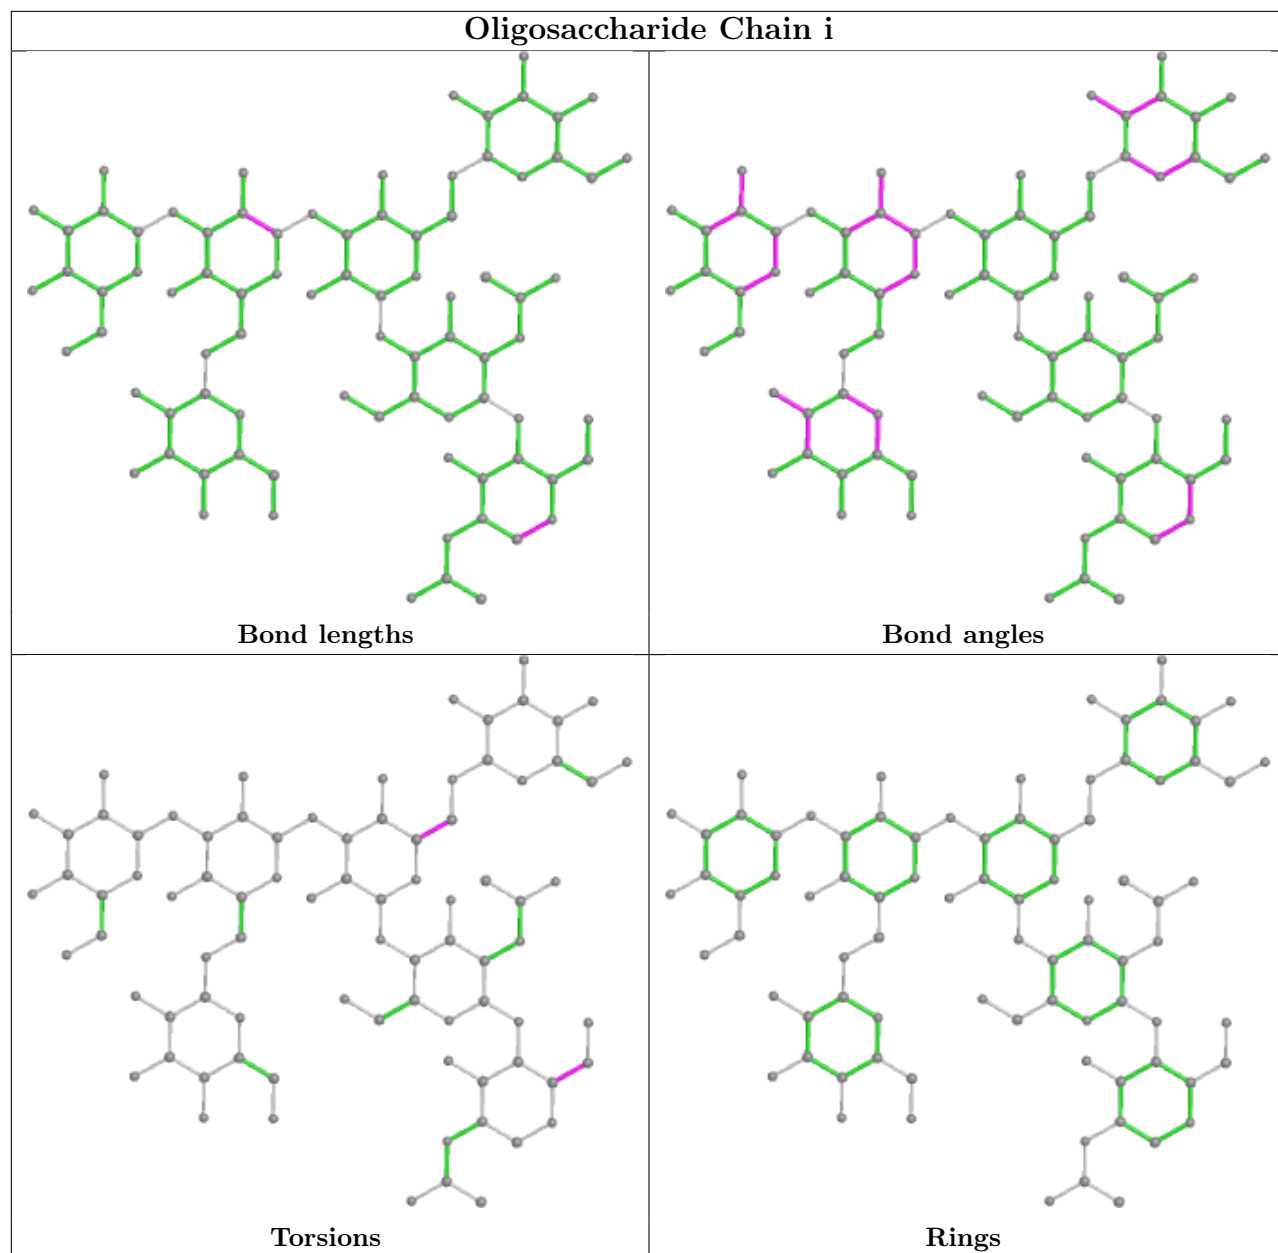 Oligosaccharide Chain i
Bond lengths
Bond angles
Torsions
Rings